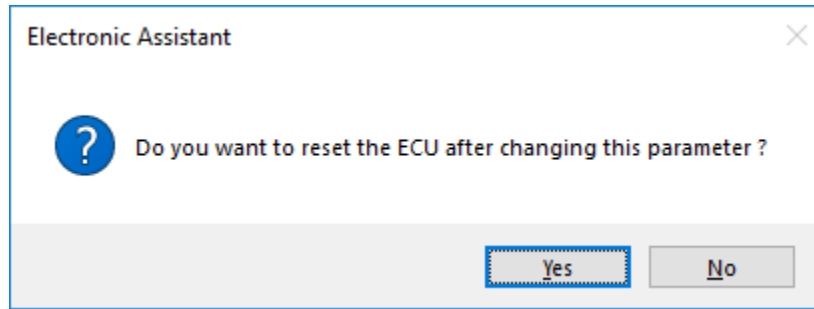 Electronic Assistant
Do you want to reset the ECU after changing this parameter ?
Yes
No